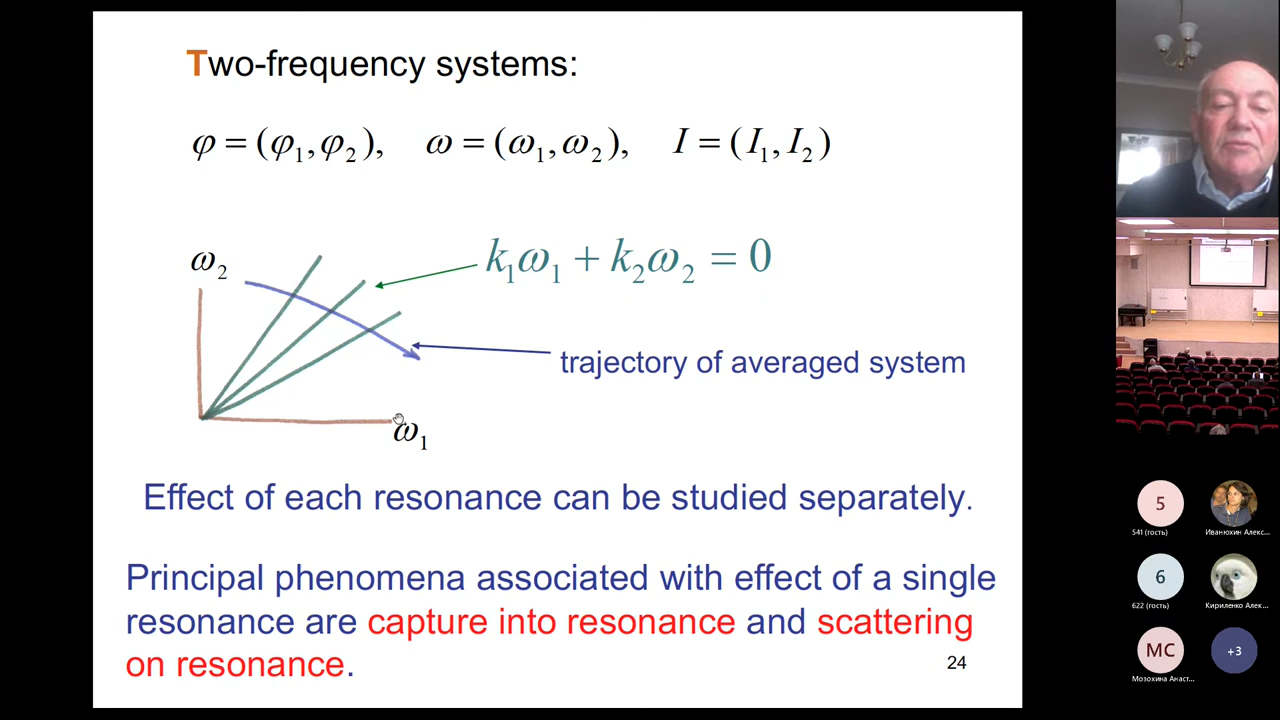 Two-frequency systems:
φ = (φ₁, φ₂), ω = (ω₁, ω₂), I = (I₁, I₂)
k₁ω₁ + k₂ω₂ = 0
ω₂
trajectory of averaged system
ω₁
Effect of each resonance can be studied separately.
Principal phenomena associated with effect of a single
resonance are capture into resonance and scattering
on resonance.
24
5
541 (гость)
Иванюхин Алекс...
6
622 (гость)
Кириленко Алек...
МС
Мозохина Анаст...
+3